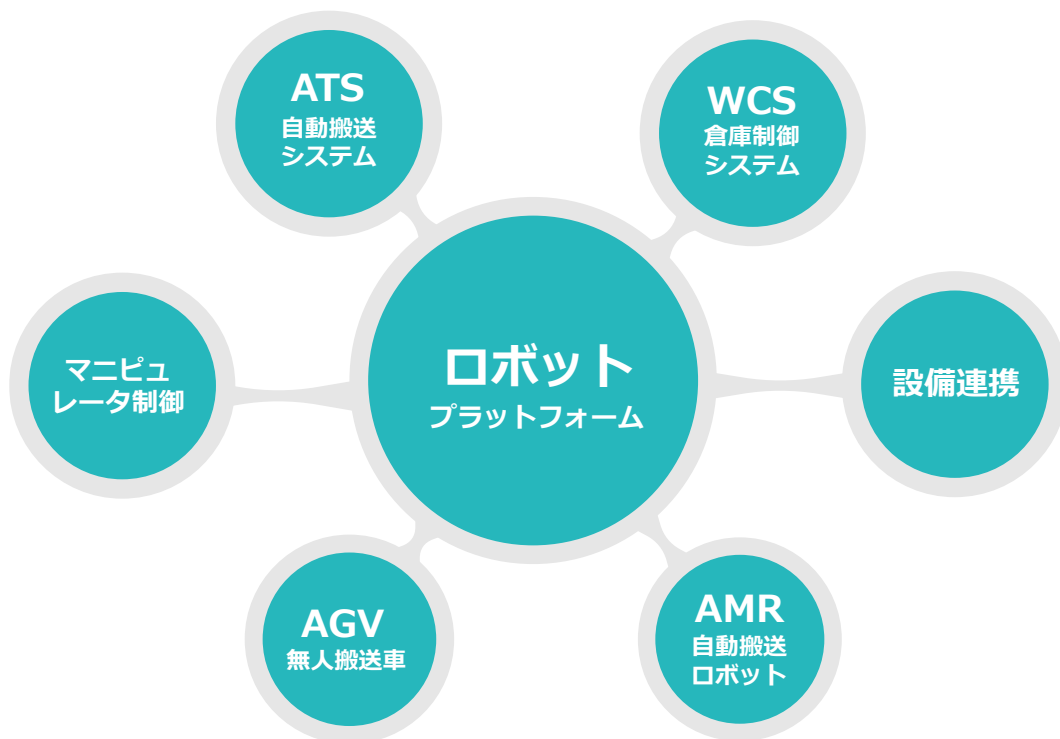 ATS
自動搬送
システム
WCS
倉庫制御
システム
マニピュ
レータ制御
ロボット
プラットフォーム
設備連携
AGV
無人搬送車
AMR
自動搬送
ロボット